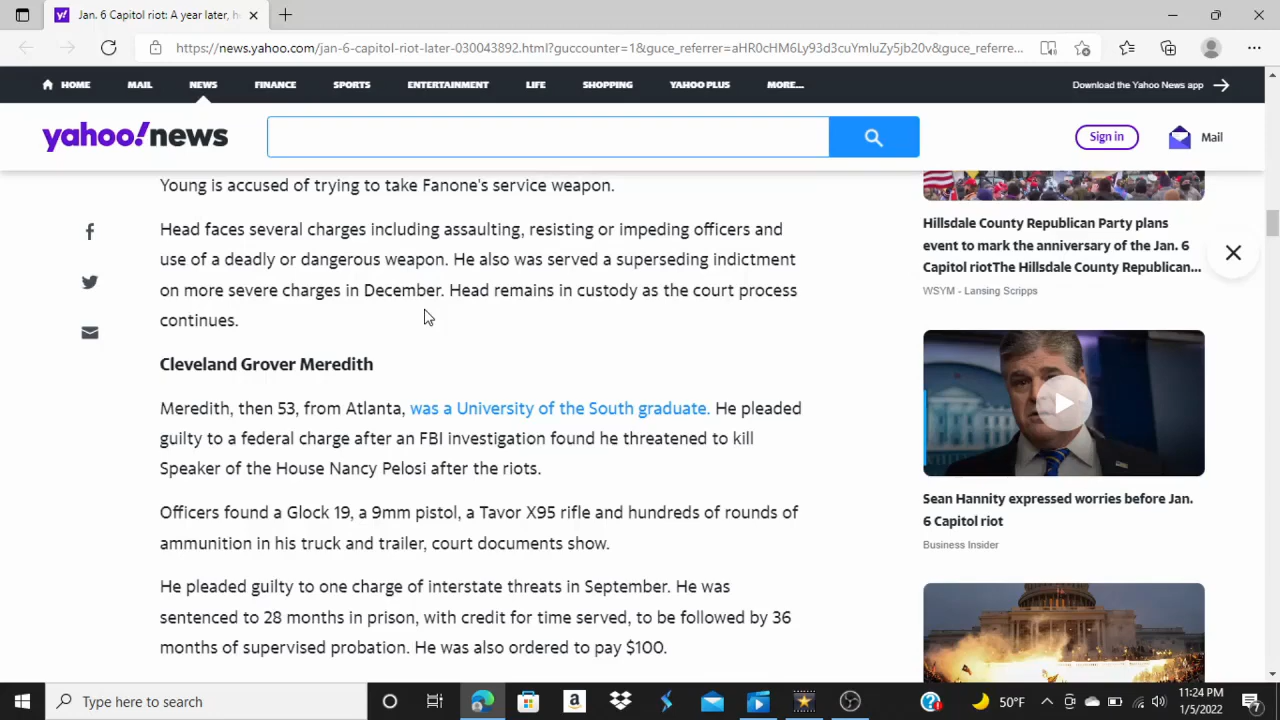 Jan. 6 Capitol riot: A year later, h
https://news.yahoo.com/jan-6-capitol-riot-later-030043892.html?guccounter=1&guce_referrer=aHR0cHM6Ly93d3cuYmluZy5jb20v&guce_referre...
HOME MAIL NEWS FINANCE SPORTS ENTERTAINMENT LIFE SHOPPING YAHOO PLUS MORE... Download the Yahoo News app
yahoo!news Sign in Mail
Young is accused of trying to take Fanone's service weapon.
Head faces several charges including assaulting, resisting or impeding officers and
use of a deadly or dangerous weapon. He also was served a superseding indictment
on more severe charges in December. Head remains in custody as the court process
continues.
Cleveland Grover Meredith
Meredith, then 53, from Atlanta, was a University of the South graduate. He pleaded
guilty to a federal charge after an FBI investigation found he threatened to kill
Speaker of the House Nancy Pelosi after the riots.
Officers found a Glock 19, a 9mm pistol, a Tavor X95 rifle and hundreds of rounds of
ammunition in his truck and trailer, court documents show.
He pleaded guilty to one charge of interstate threats in September. He was
sentenced to 28 months in prison, with credit for time served, to be followed by 36
months of supervised probation. He was also ordered to pay $100.
Hillsdale County Republican Party plans
event to mark the anniversary of the Jan. 6
Capitol riotThe Hillsdale County Republican...
WSYM - Lansing Scripps
Sean Hannity expressed worries before Jan.
6 Capitol riot
Business Insider
Type here to search
50°F
11:24 PM
1/5/2022
7